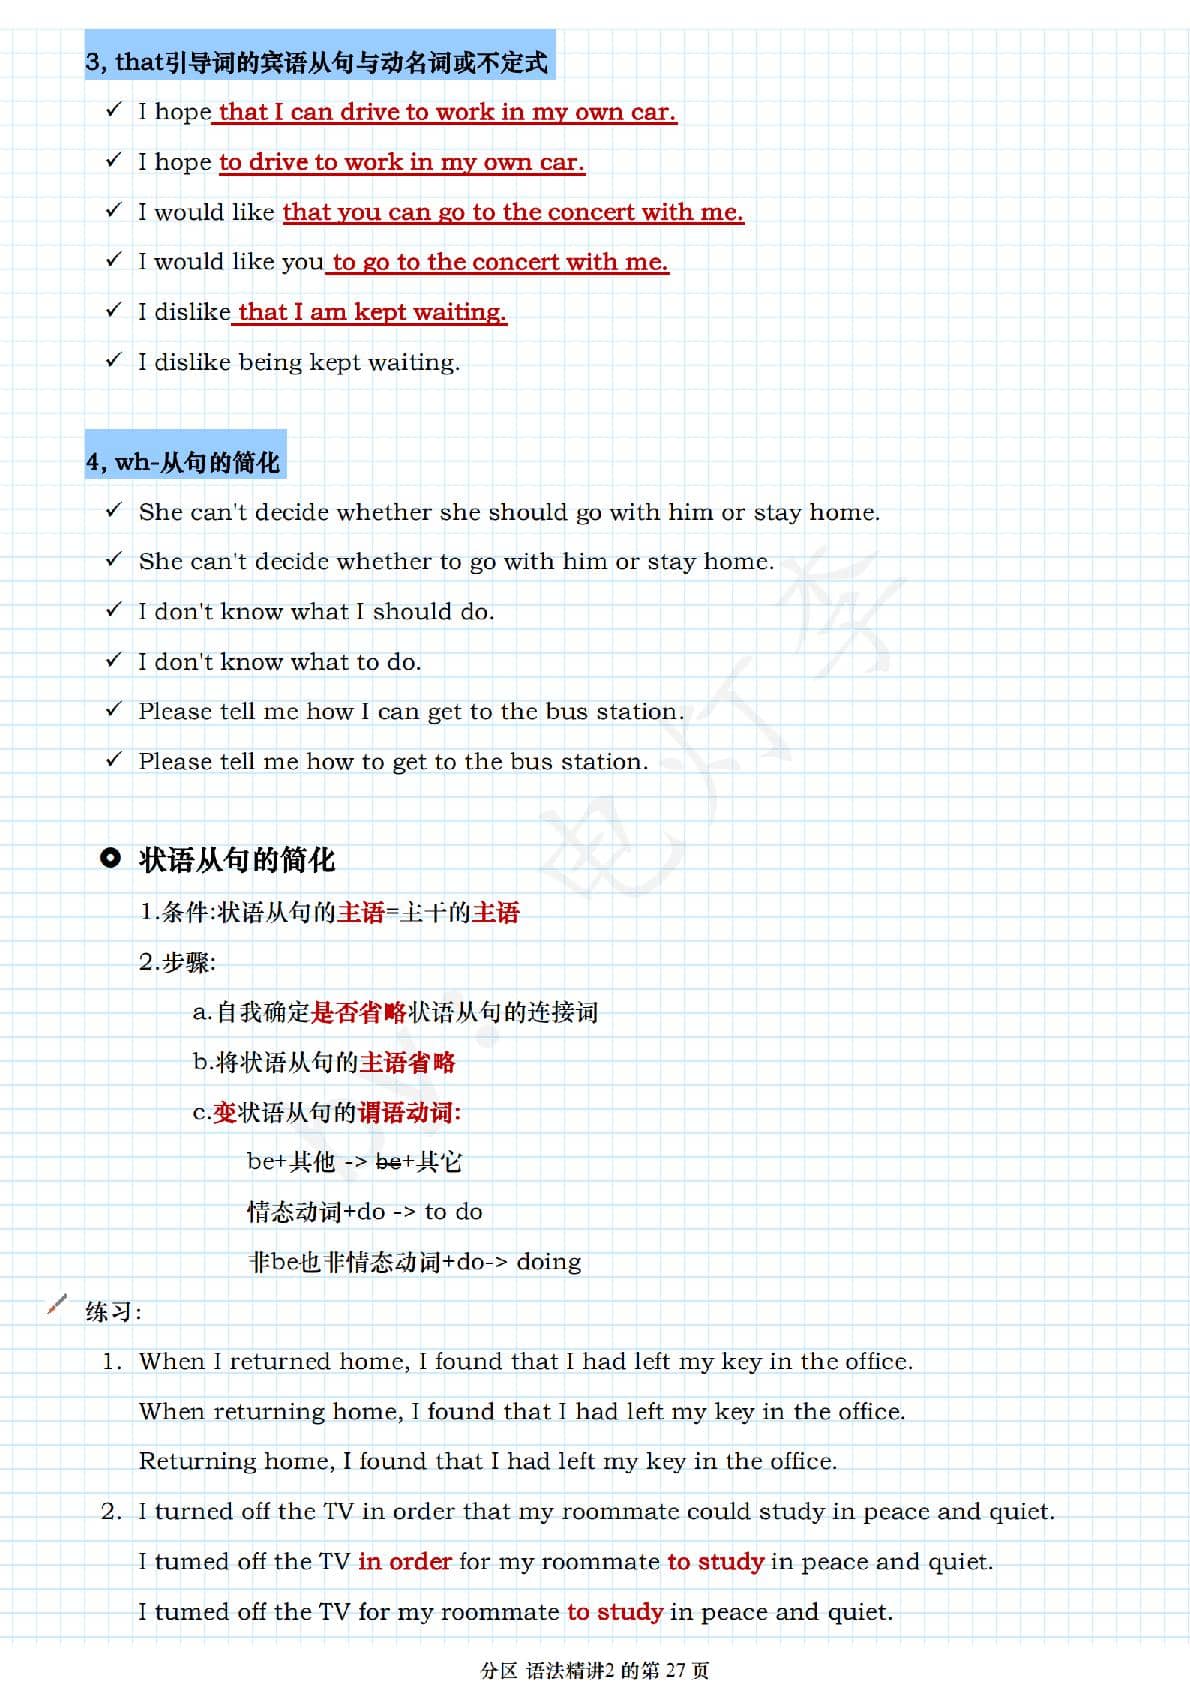 3, that引导词的宾语从句与动名词或不定式
✓ I hope that I can drive to work in my own car.
✓ I hope to drive to work in my own car.
✓ I would like that you can go to the concert with me.
✓ I would like you to go to the concert with me.
✓ I dislike that I am kept waiting.
✓ I dislike being kept waiting.
4, wh-从句的简化
✓ She can't decide whether she should go with him or stay home.
✓ She can't decide whether to go with him or stay home.
✓ I don't know what I should do.
✓ I don't know what to do.
✓ Please tell me how I can get to the bus station.
✓ Please tell me how to get to the bus station.
状语从句的简化
1.条件:状语从句的主语=主干的主语
2.步骤:
a.自我确定是否省略状语从句的连接词
b.将状语从句的主语省略
c.变状语从句的谓语动词:
be+其他 -> be+其它
情态动词+do -> to do
非be也非情态动词+do-> doing
练习:
1. When I returned home, I found that I had left my key in the office.
When returning home, I found that I had left my key in the office.
Returning home, I found that I had left my key in the office.
2. I turned off the TV in order that my roommate could study in peace and quiet.
I tumed off the TV in order for my roommate to study in peace and quiet.
I tumed off the TV for my roommate to study in peace and quiet.
分区 语法精讲2 的第 27 页